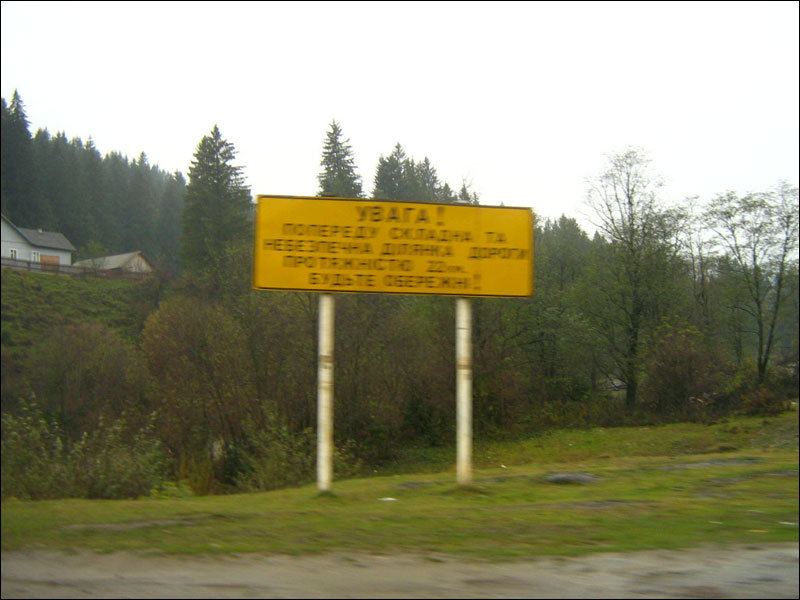 УВАГА !
ПОПЕРЕДУ СКЛАДНА ТА
НЕБЕЗПЕЧНА ДІЛЯНКА ДОРОГИ
ПРОТЯЖНІСТЮ 22км.
БУДЬТЕ ОБЕРЕЖНІ !